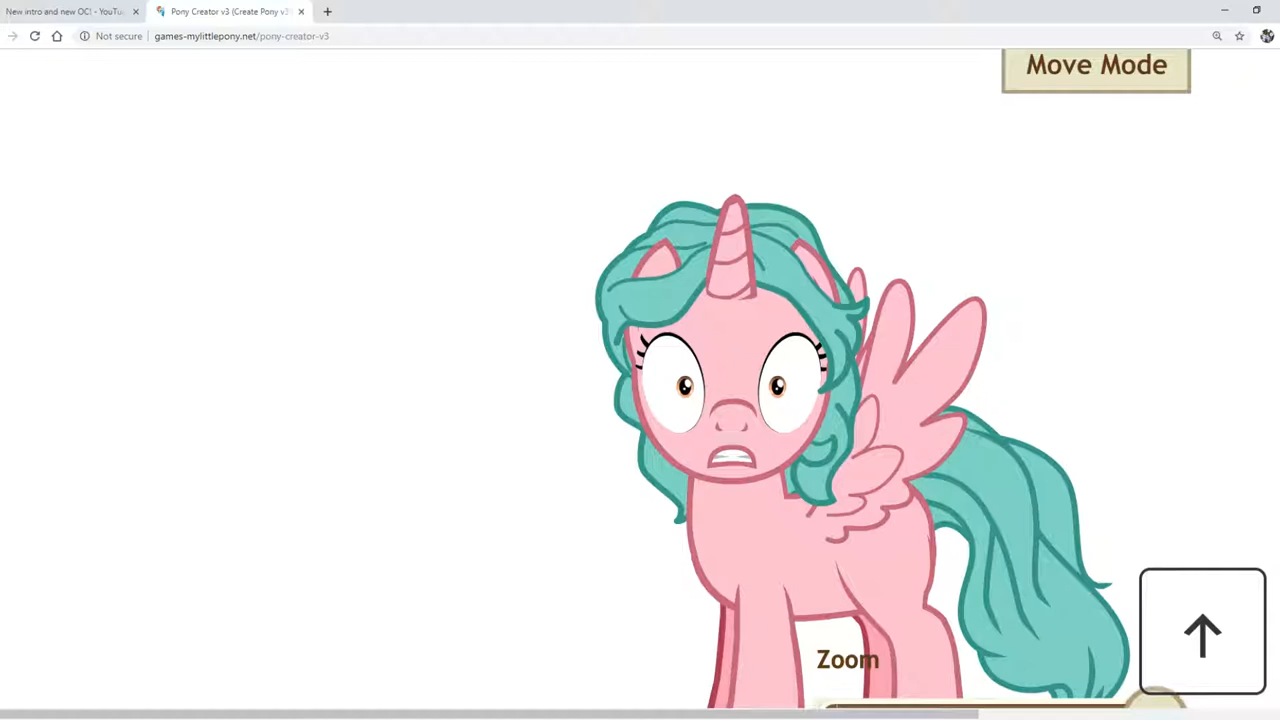 New intro and new OC! - YouTu
Pony Creator v3 (Create Pony v3
Not secure
games-mylittlepony.net/pony-creator-v3
Move Mode
Zoom